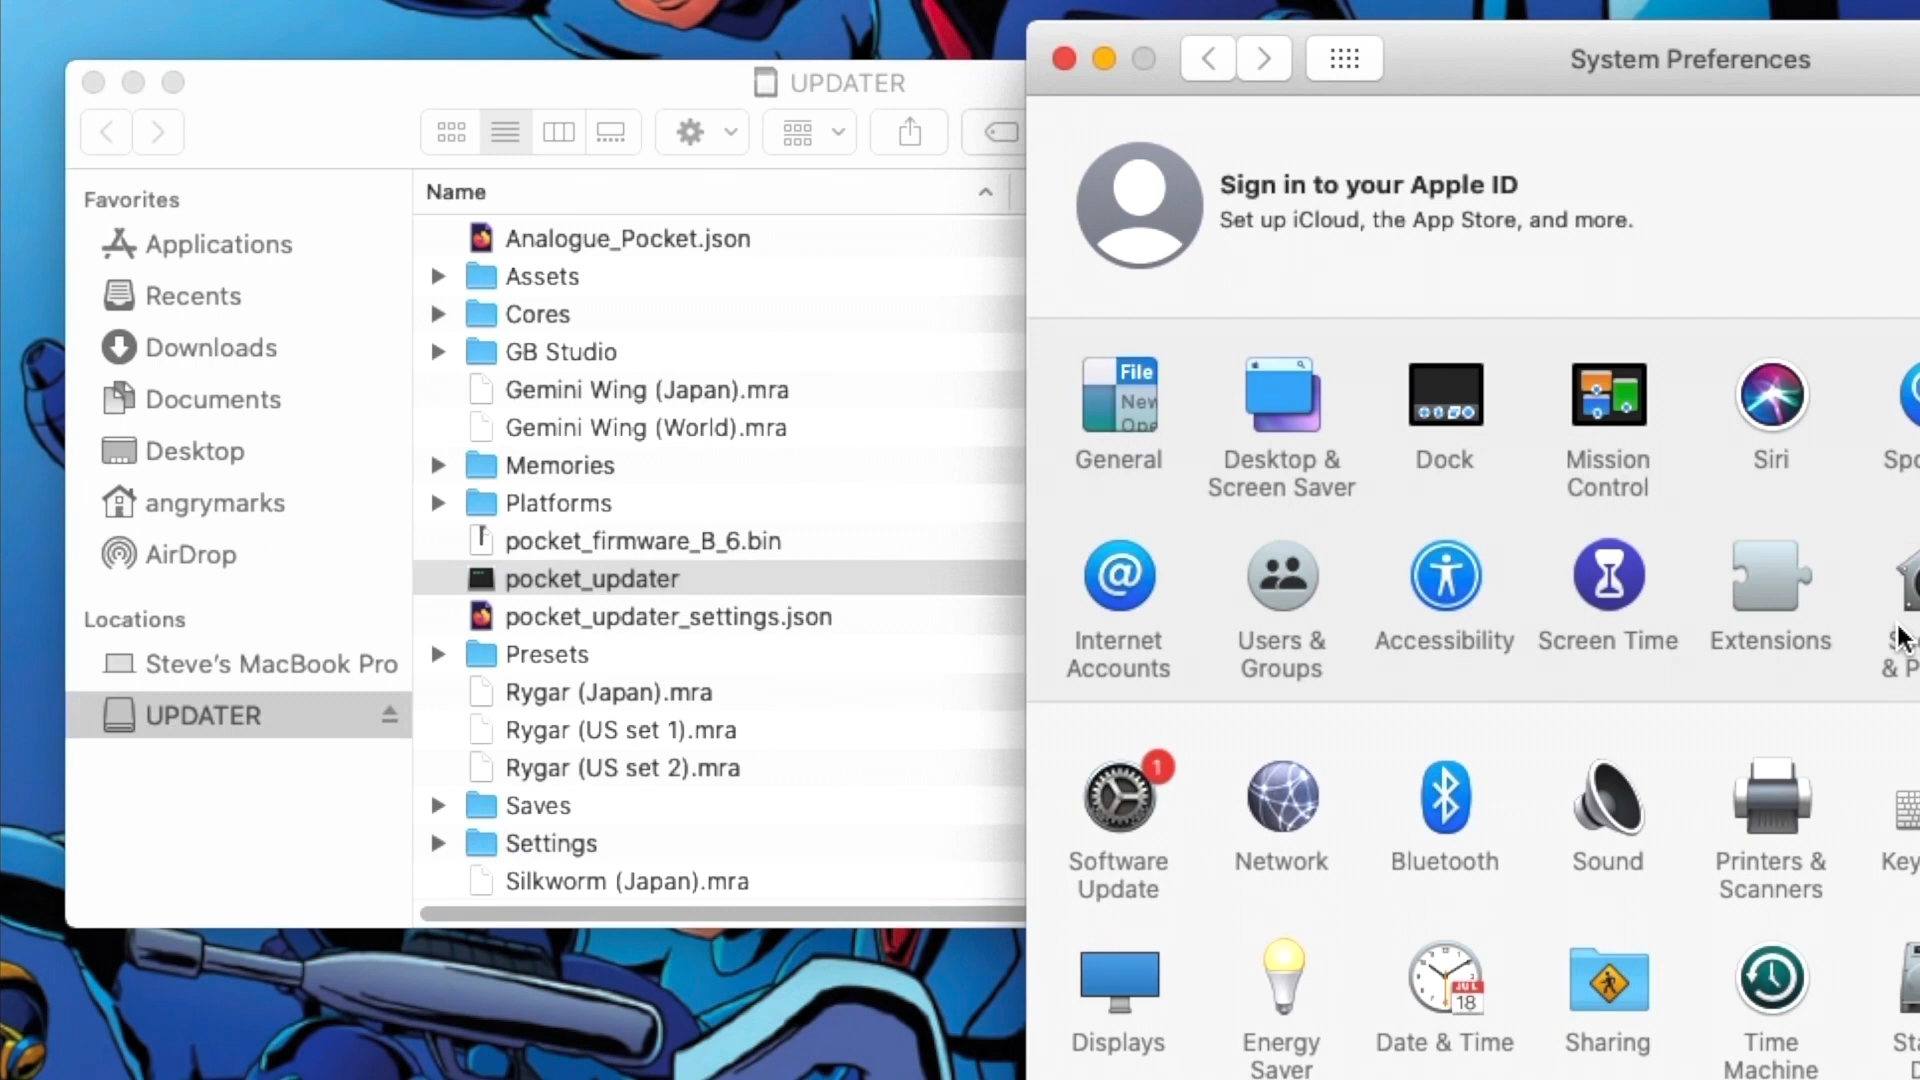 UPDATER
Name
Favorites
Applications
Recents
Downloads
Documents
Desktop
angrymarks
AirDrop
Locations
Steve's MacBook Pro
UPDATER
Analogue_Pocket.json
Assets
Cores
GB Studio
Gemini Wing (Japan).mra
Gemini Wing (World).mra
Memories
Platforms
pocket_firmware_B_6.bin
pocket_updater
pocket_updater_settings.json
Presets
Rygar (Japan).mra
Rygar (US set 1).mra
Rygar (US set 2).mra
Saves
Settings
Silkworm (Japan).mra
System Preferences
Sign in to your Apple ID
Set up iCloud, the App Store, and more.
File
New
General
Desktop &
Screen Saver
Dock
Mission
Control
Siri
Internet
Accounts
Users &
Groups
Accessibility
Screen Time
Extensions
1
Software
Update
Network
Bluetooth
Sound
Printers &
Scanners
Displays
Energy
Saver
JUL
18
Date & Time
Sharing
Time
Machine